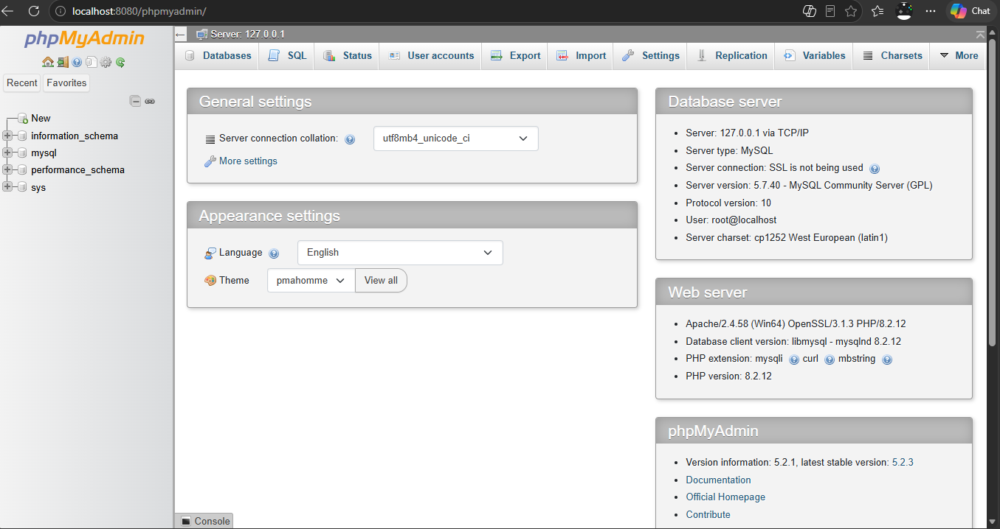 localhost:8080/phpmyadmin/
Chat
phpMyAdmin
Recent Favorites
New
information_schema
mysql
performance_schema
sys
Server: 127.0.0.1
Databases SQL Status User accounts Export Import Settings Replication Variables Charsets More
General settings
Server connection collation: utf8mb4_unicode_ci
More settings
Appearance settings
Language English
Theme pmahomme View all
Database server
Server: 127.0.0.1 via TCP/IP
Server type: MySQL
Server connection: SSL is not being used
Server version: 5.7.40 - MySQL Community Server (GPL)
Protocol version: 10
User: root@localhost
Server charset: cp1252 West European (latin1)
Web server
Apache/2.4.58 (Win64) OpenSSL/3.1.3 PHP/8.2.12
Database client version: libmysql - mysqlnd 8.2.12
PHP extension: mysqli curl mbstring
PHP version: 8.2.12
phpMyAdmin
Version information: 5.2.1, latest stable version: 5.2.3
Documentation
Official Homepage
Contribute
Console